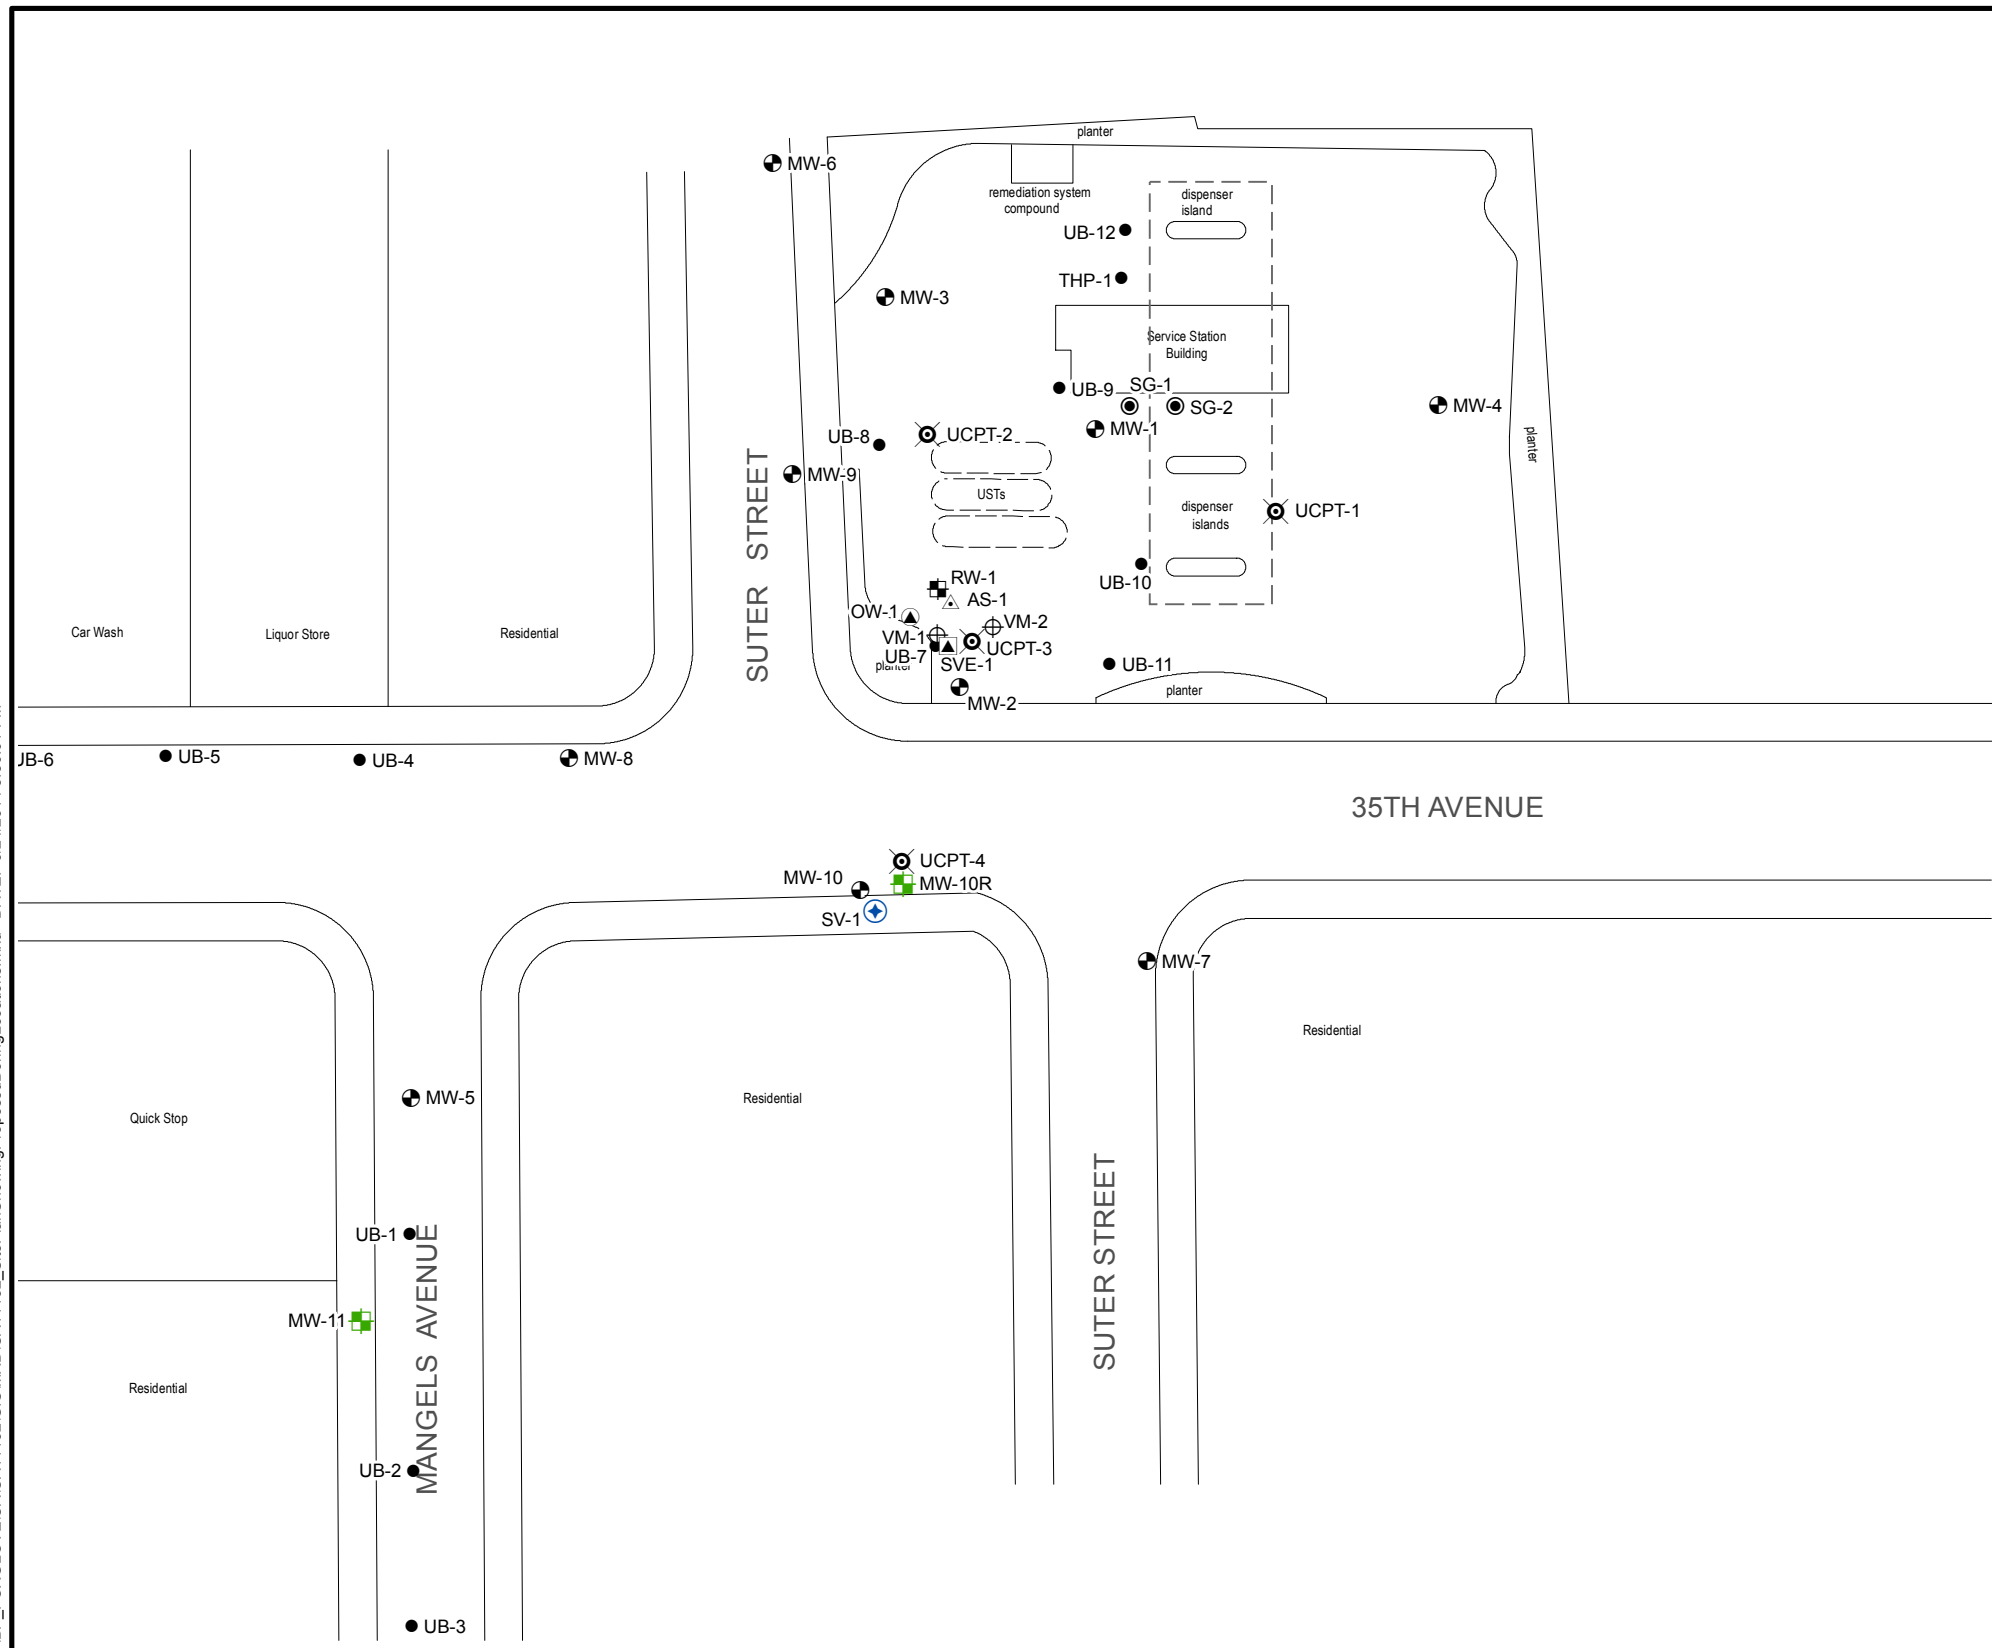 planter
MW-6
remediation system
compound
dispenser
island
UB-12
THP-1
MW-3
Service Station
Building
UB-9
SG-1
SG-2
MW-4
MW-1
UB-8
UCPT-2
planter
MW-9
SUTER STREET
USTs
dispenser
islands
UCPT-1
UB-10
RW-1
AS-1
OW-1
VM-2
VM-1
UCPT-3
UB-7
SVE-1
planter
UB-11
planter
MW-2
Car Wash
Liquor Store
Residential
UB-6
UB-5
UB-4
MW-8
35TH AVENUE
UCPT-4
MW-10
MW-10R
SV-1
MW-7
Residential
MW-5
Residential
Quick Stop
UB-1
MANGELS AVENUE
SUTER STREET
MW-11
Residential
UB-2
UB-3